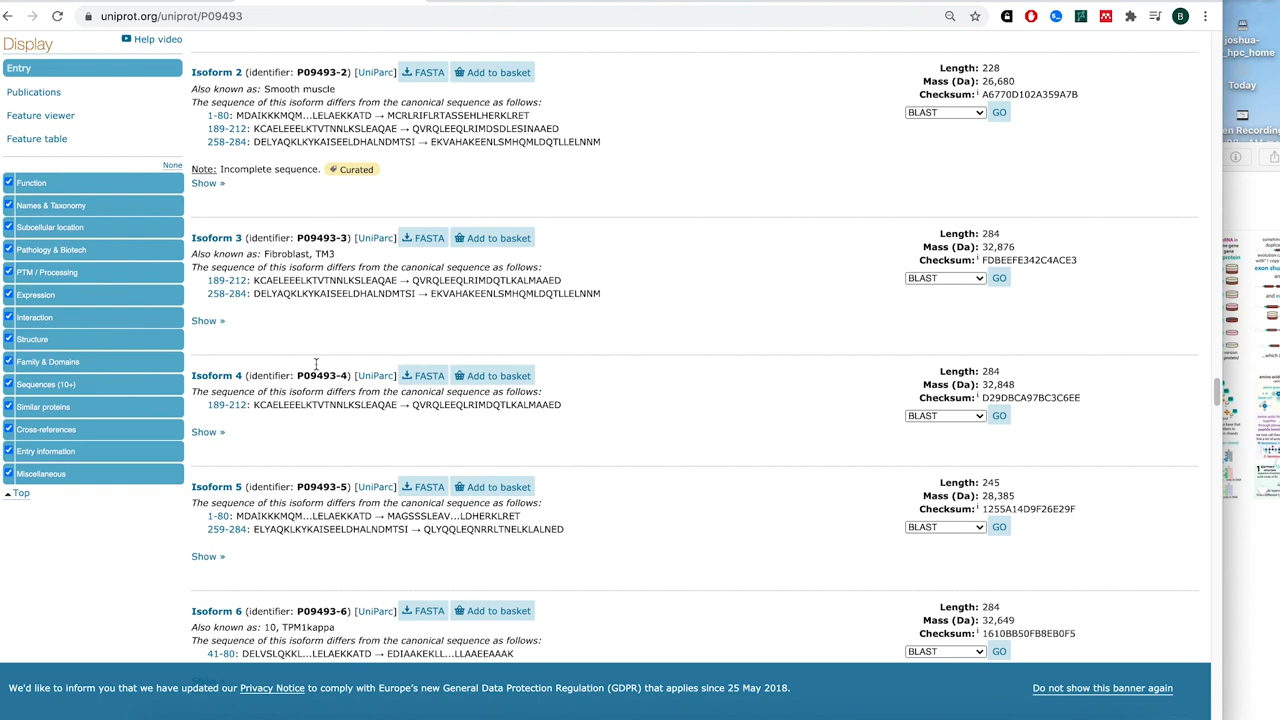 uniprot.org/uniprot/P09493
B
Display
Help video
Entry
Publications
Feature viewer
Feature table
None
Function
Names & Taxonomy
Subcellular location
Pathology & Biotech
PTM / Processing
Expression
Interaction
Structure
Family & Domains
Sequences (10+)
Similar proteins
Cross-references
Entry information
Miscellaneous
Top
Isoform 2 (identifier: P09493-2) [UniParc] FASTA Add to basket
Also known as: Smooth muscle
The sequence of this isoform differs from the canonical sequence as follows:
1-80: MDAIKKKMQM...LELAEKKATD → MCRLRIFLRTASSEHLHERKLRET
189-212: KCAELEEELKTVTNNLKSLEAQAE → QVRQLEEQLRIMDSDLESINAAED
258-284: DELYAQKLKYKAISEELDHALNDMTSI → EKVAHAKEENLSMHQMLDQTLLELNNM
Note: Incomplete sequence. Curated
Show »
Length: 228
Mass (Da): 26,680
Checksum: i A6770D102A359A7B
BLAST GO
Isoform 3 (identifier: P09493-3) [UniParc] FASTA Add to basket
Also known as: Fibroblast, TM3
The sequence of this isoform differs from the canonical sequence as follows:
189-212: KCAELEEELKTVTNNLKSLEAQAE → QVRQLEEQLRIMDQTLKALMAAED
258-284: DELYAQKLKYKAISEELDHALNDMTSI → EKVAHAKEENLSMHQMLDQTLLELNNM
Show »
Length: 284
Mass (Da): 32,876
Checksum: i FDBEEFE342C4ACE3
BLAST GO
Isoform 4 (identifier: P09493-4) [UniParc] FASTA Add to basket
The sequence of this isoform differs from the canonical sequence as follows:
189-212: KCAELEEELKTVTNNLKSLEAQAE → QVRQLEEQLRIMDQTLKALMAAED
Show »
Length: 284
Mass (Da): 32,848
Checksum: i D29DBCA97BC3C6EE
BLAST GO
Isoform 5 (identifier: P09493-5) [UniParc] FASTA Add to basket
The sequence of this isoform differs from the canonical sequence as follows:
1-80: MDAIKKKMQM...LELAEKKATD → MAGSSSLEAV...LDHERKLRET
259-284: ELYAQKLKYKAISEELDHALNDMTSI → QLYQQLEQNRRLTNELKLALNED
Show »
Length: 245
Mass (Da): 28,385
Checksum: i 1255A14D9F26E29F
BLAST GO
Isoform 6 (identifier: P09493-6) [UniParc] FASTA Add to basket
Also known as: 10, TPM1kappa
The sequence of this isoform differs from the canonical sequence as follows:
41-80: DELVSLQKKL...LELAEKKATD → EDIAAKEKLL...LLAAEEAAAK
Length: 284
Mass (Da): 32,649
Checksum: i 1610BB50FB8EB0F5
BLAST GO
We'd like to inform you that we have updated our Privacy Notice to comply with Europe's new General Data Protection Regulation (GDPR) that applies since 25 May 2018.
Do not show this banner again
joshua-
_hpc_home
Today
een Recording